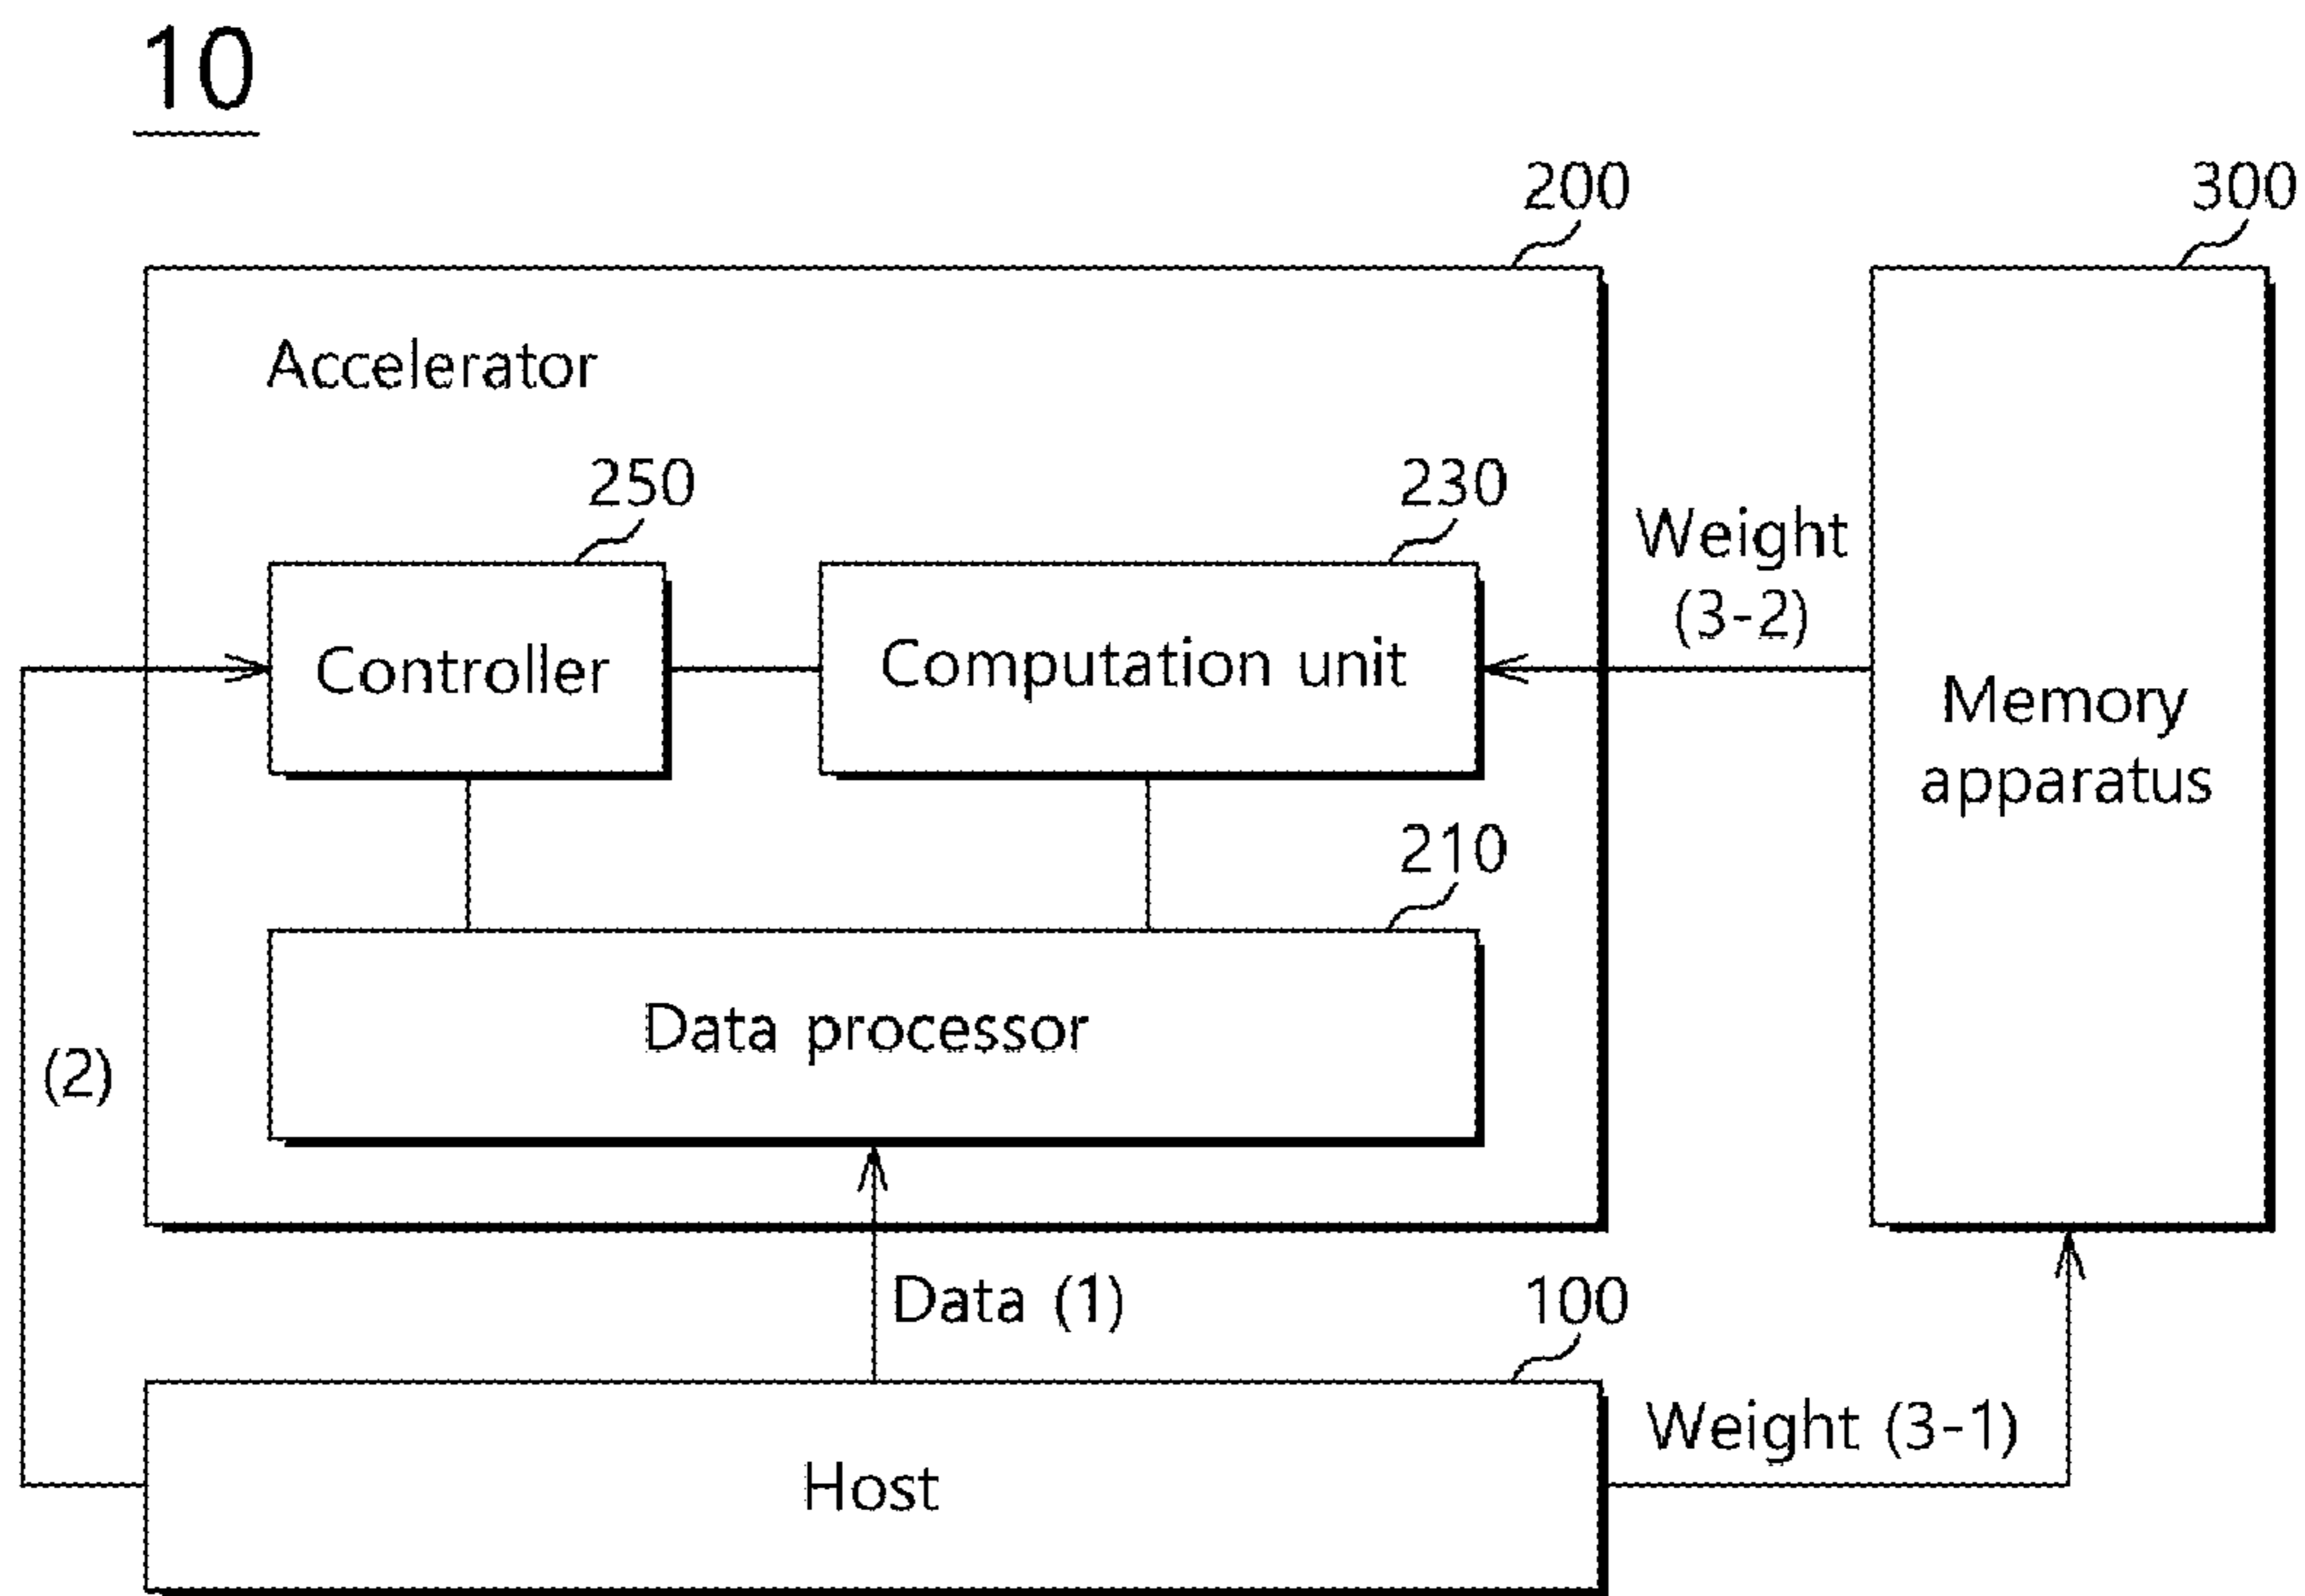 10
200
300
Accelerator
250
230
Weight
(3-2)
Controller
Computation unit
Memory
apparatus
210
Data processor
(2)
Data (1)
100
Weight (3-1)
Host